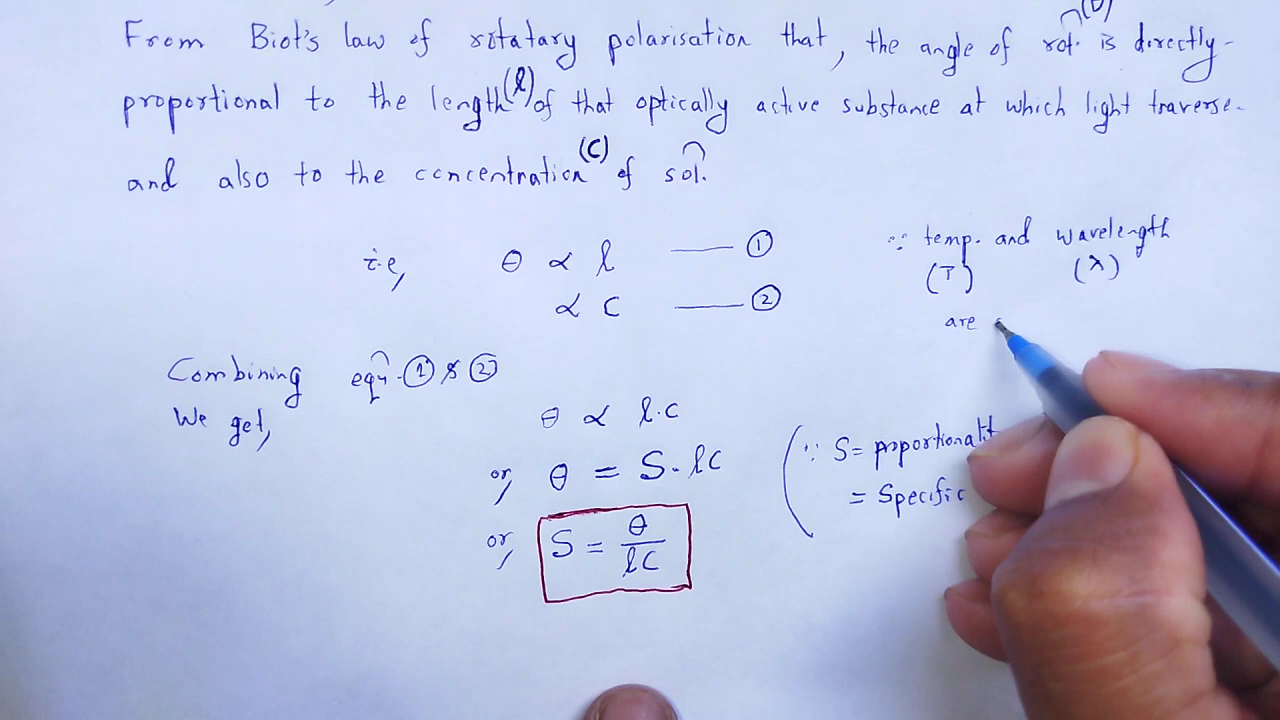 From Biot's law of rotatary polarisation that, the angle of rot. (θ) is directly-
proportional to the length (l) of that optically active substance at which light traverse-
and also to the concentration (C) of sol.
i.e, θ ∝ l —— ①
∝ C —— ②
∵ temp. and wavelength
(T) (λ)
are
Combining eqn. ① & ②
We get,
θ ∝ l.C
or, θ = S. lC
or, S = θ/lC
(∵ S = proportionalit
= Specific